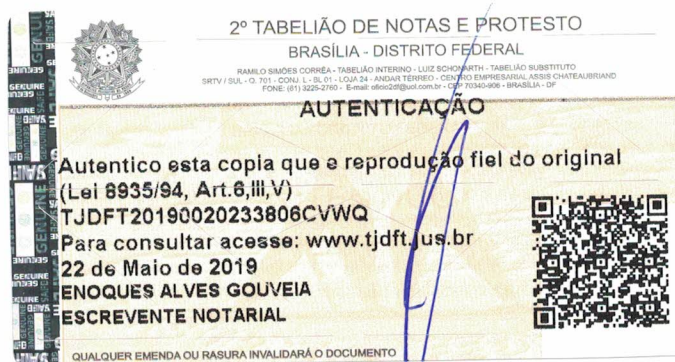 2º TABELIÃO DE NOTAS E PROTESTO
BRASÍLIA - DISTRITO FEDERAL
RAMILO SIMÕES CORRÊA - TABELIÃO INTERINO - LUIZ SCHONARTH - TABELIÃO SUBSTITUTO
SRTV / SUL - Q. 701 - CONJ. L - BL 01 - LOJA 24 - ANDAR TÉRREO - CENTRO EMPRESARIAL ASSIS CHATEAUBRIAND
FONE: (61) 3225-2760 - E-mail: oficio2df@uol.com.br - CEP 70340-906 - BRASÍLIA - DF
AUTENTICAÇÃO
Autentico esta copia que e reprodução fiel do original
(Lei 8935/94, Art.6,III,V)
TJDFT20190020233806CVWQ
Para consultar acesse: www.tjdft.jus.br
22 de Maio de 2019
ENOQUES ALVES GOUVEIA
ESCREVENTE NOTARIAL
QUALQUER EMENDA OU RASURA INVALIDARÁ O DOCUMENTO